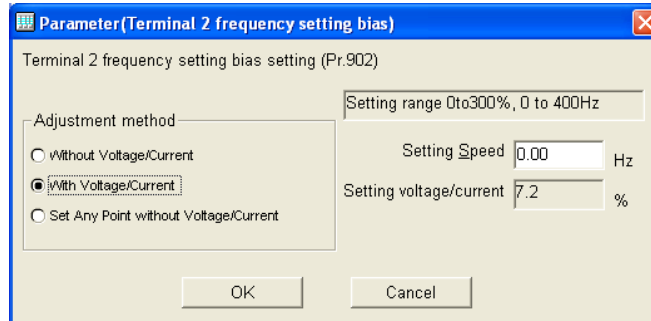 Parameter(Terminal 2 frequency setting bias)
Terminal 2 frequency setting bias setting (Pr.902)
Setting range 0to300%, 0 to 400Hz
Adjustment method
Without Voltage/Current
With Voltage/Current
Set Any Point without Voltage/Current
Setting Speed 0.00 Hz
Setting voltage/current 7.2 %
OK Cancel